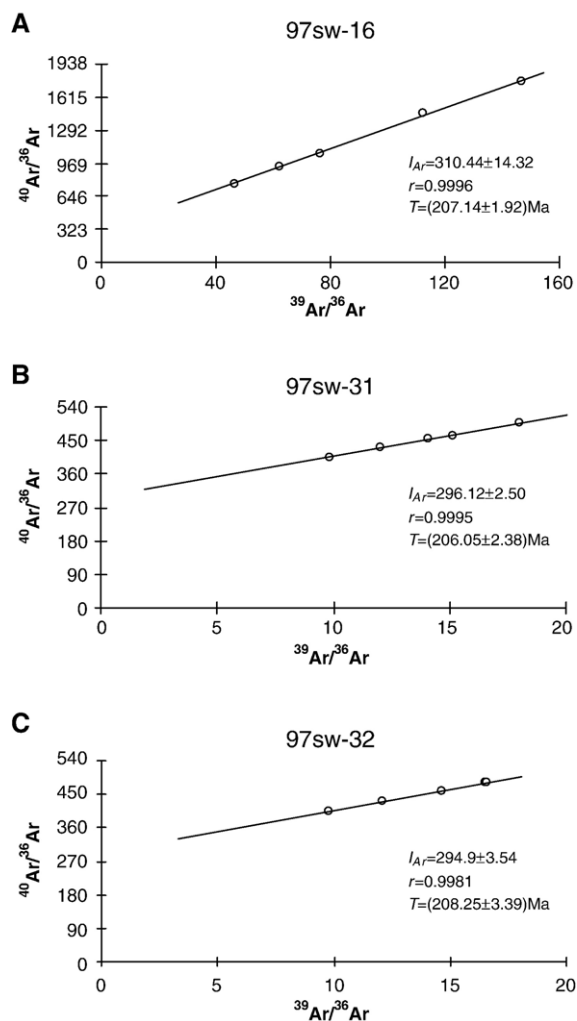 A
97sw-16
1938
1615
1292
969
646
323
0
⁴⁰Ar/³⁶Ar
I_Ar=310.44±14.32
r=0.9996
T=(207.14±1.92)Ma
0 40 80 120 160
³⁹Ar/³⁶Ar
B
97sw-31
540
450
360
270
180
90
0
⁴⁰Ar/³⁶Ar
I_Ar=296.12±2.50
r=0.9995
T=(206.05±2.38)Ma
0 5 10 15 20
³⁹Ar/³⁶Ar
C
97sw-32
540
450
360
270
180
90
0
⁴⁰Ar/³⁶Ar
I_Ar=294.9±3.54
r=0.9981
T=(208.25±3.39)Ma
0 5 10 15 20
³⁹Ar/³⁶Ar